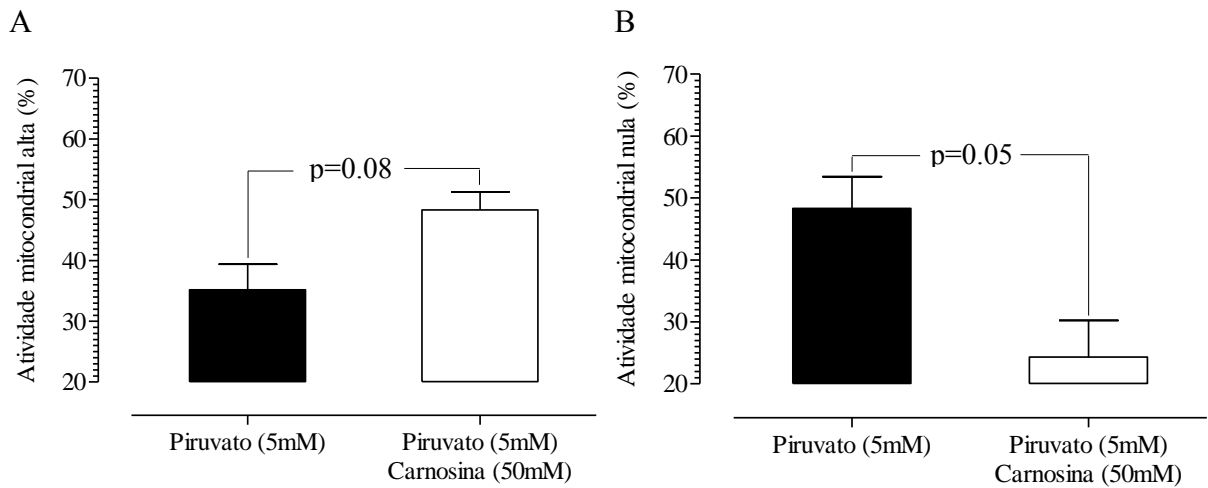 A
Atividade mitocondrial alta (%)
70
60
50
40
30
20
p=0.08
Piruvato (5mM)
Piruvato (5mM)
Carnosina (50mM)
B
Atividade mitocondrial nula (%)
70
60
50
40
30
20
p=0.05
Piruvato (5mM)
Piruvato (5mM)
Carnosina (50mM)